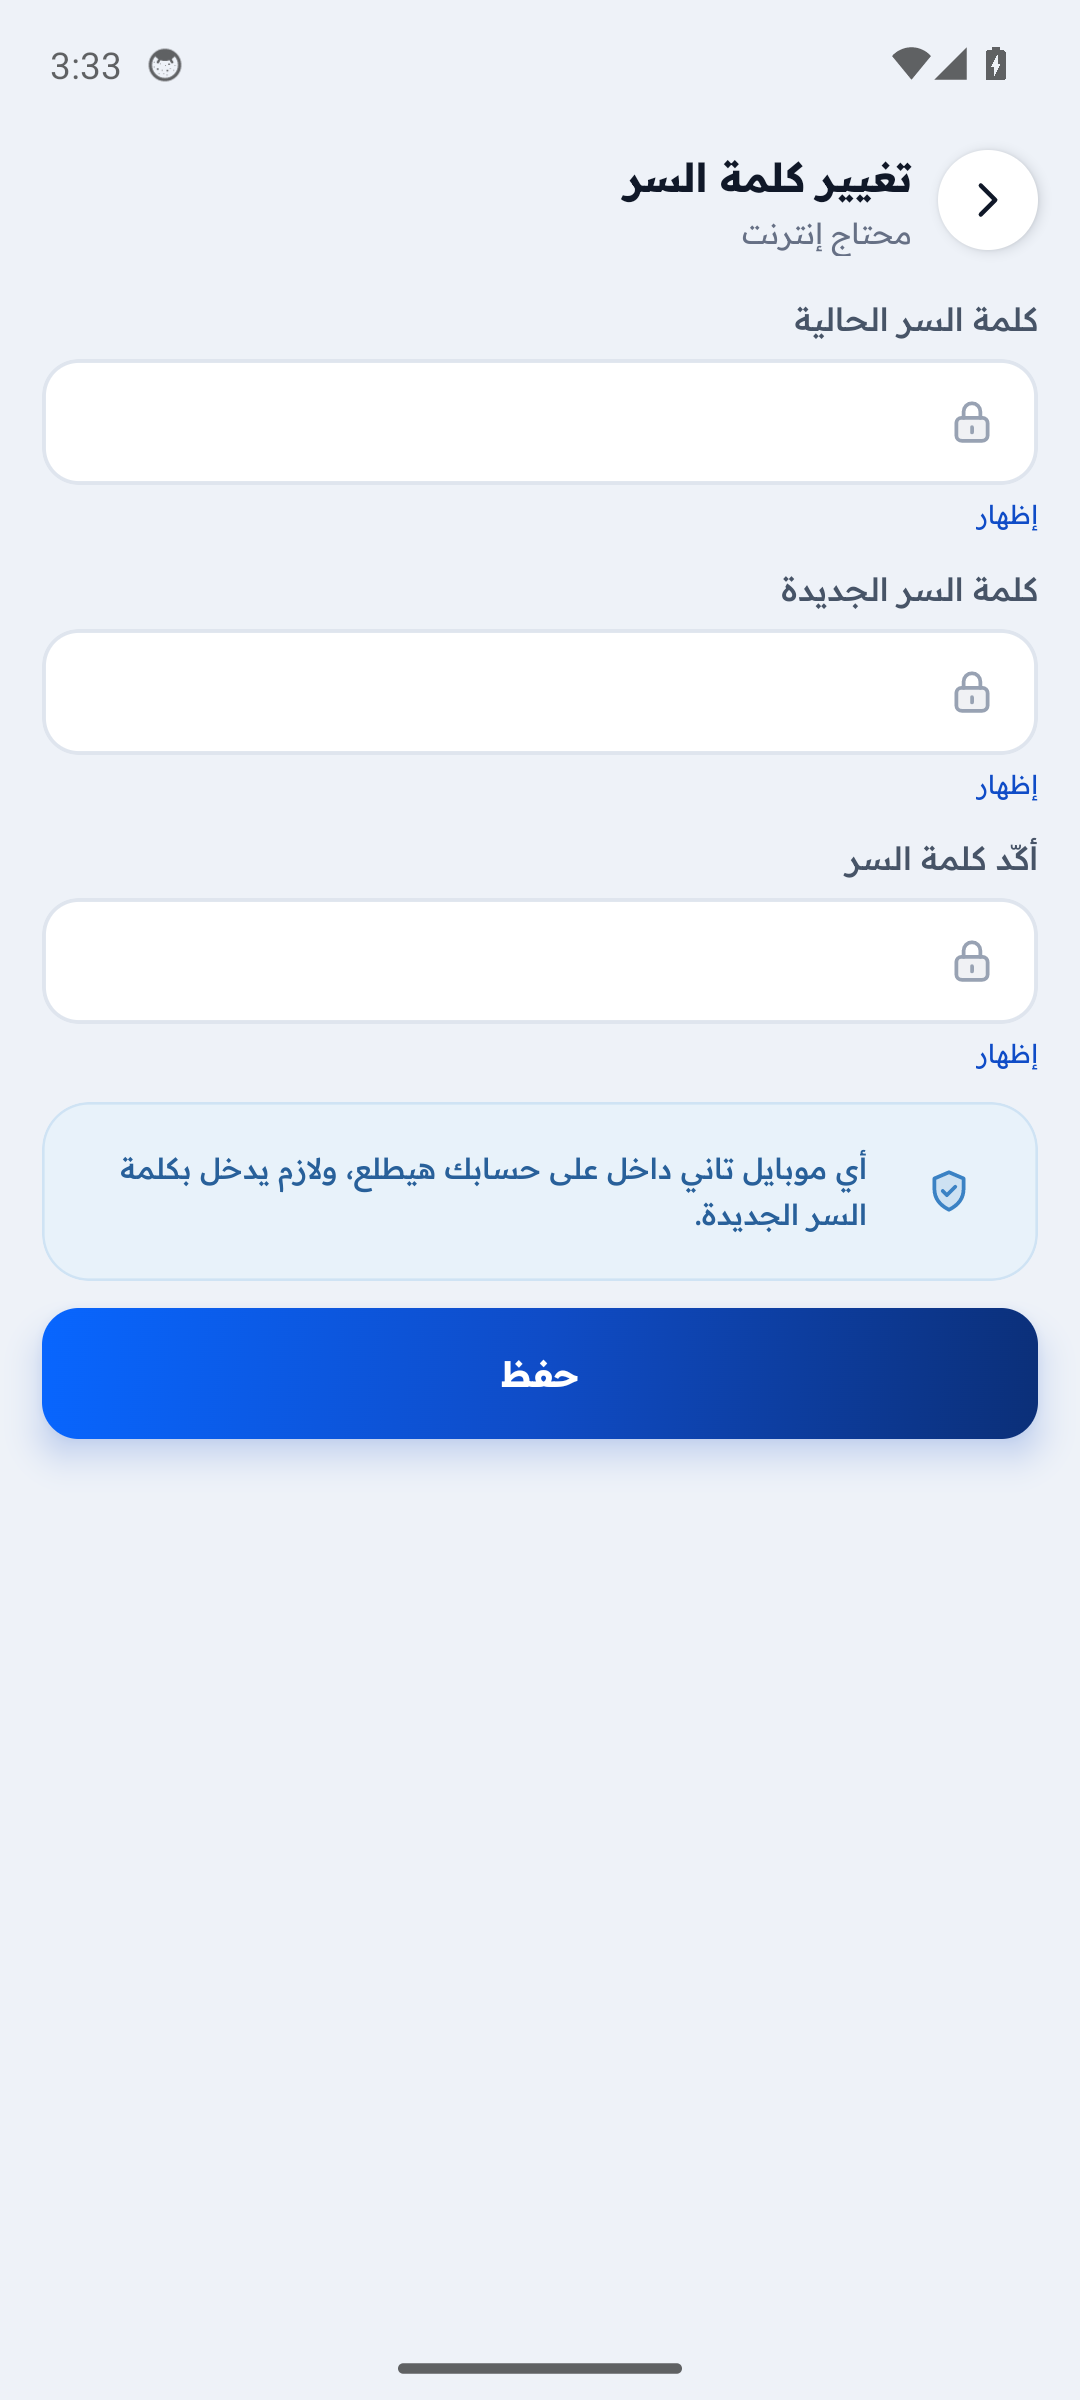 3:33
تغيير كلمة السر
محتاج إنترنت
كلمة السر الحالية
إظهار
كلمة السر الجديدة
إظهار
أكّد كلمة السر
إظهار
أي موبايل تاني داخل على حسابك هيطلع، ولازم يدخل بكلمة
السر الجديدة.
حفظ